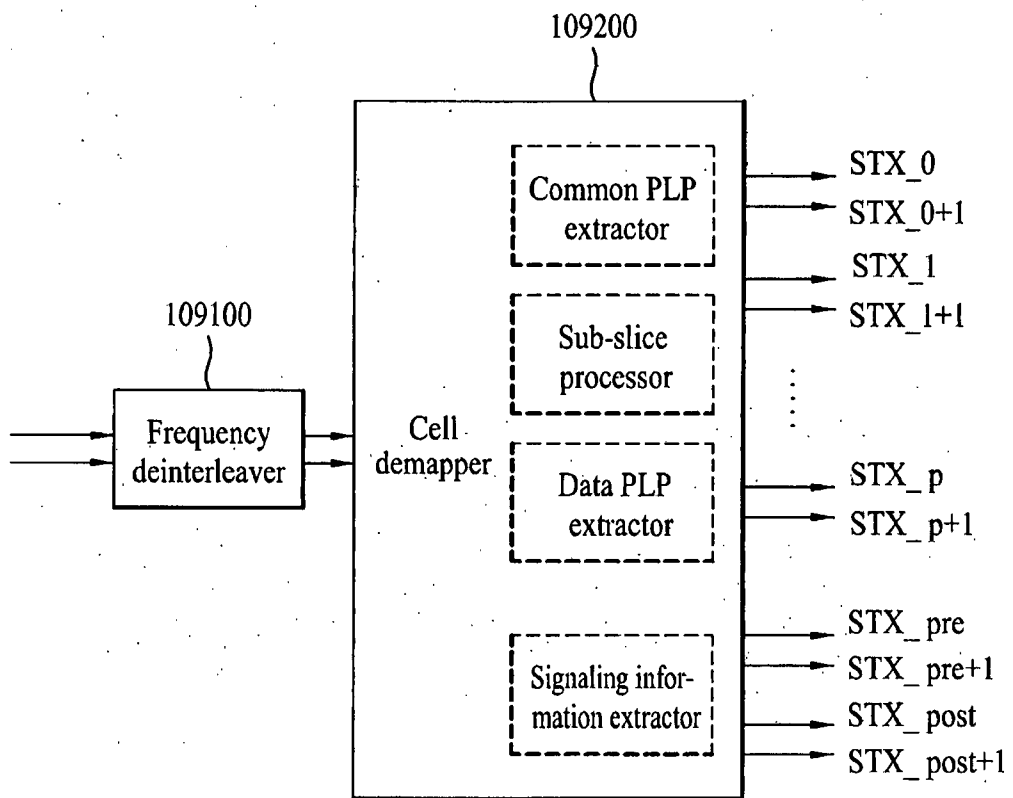 109200
Common PLP
extractor
STX_0
STX_0+1
STX_1
STX_1+1
109100
Sub-slice
processor
Frequency
deinterleaver
Cell
demapper
Data PLP
extractor
STX_p
STX_p+1
Signaling infor-
mation extractor
STX_pre
STX_pre+1
STX_post
STX_post+1